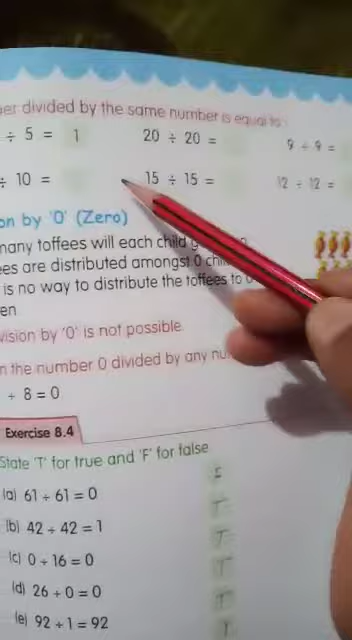 er divided by the same number is equal to
÷ 5 = 1 20 ÷ 20 = 9 ÷ 9 =
÷ 10 = 15 ÷ 15 = 12 ÷ 12 =
on by '0' (Zero)
many toffees will each child
ees are distributed amongst 0
is no way to distribute the toffees to 0
en
vision by '0' is not possible.
n the number 0 divided by any
÷ 8 = 0
Exercise 8.4
State 'T' for true and 'F' for false
(a) 61 ÷ 61 = 0 F
(b) 42 ÷ 42 = 1 T
(c) 0 ÷ 16 = 0 T
(d) 26 ÷ 0 = 0 T
(e) 92 ÷ 1 = 92 T